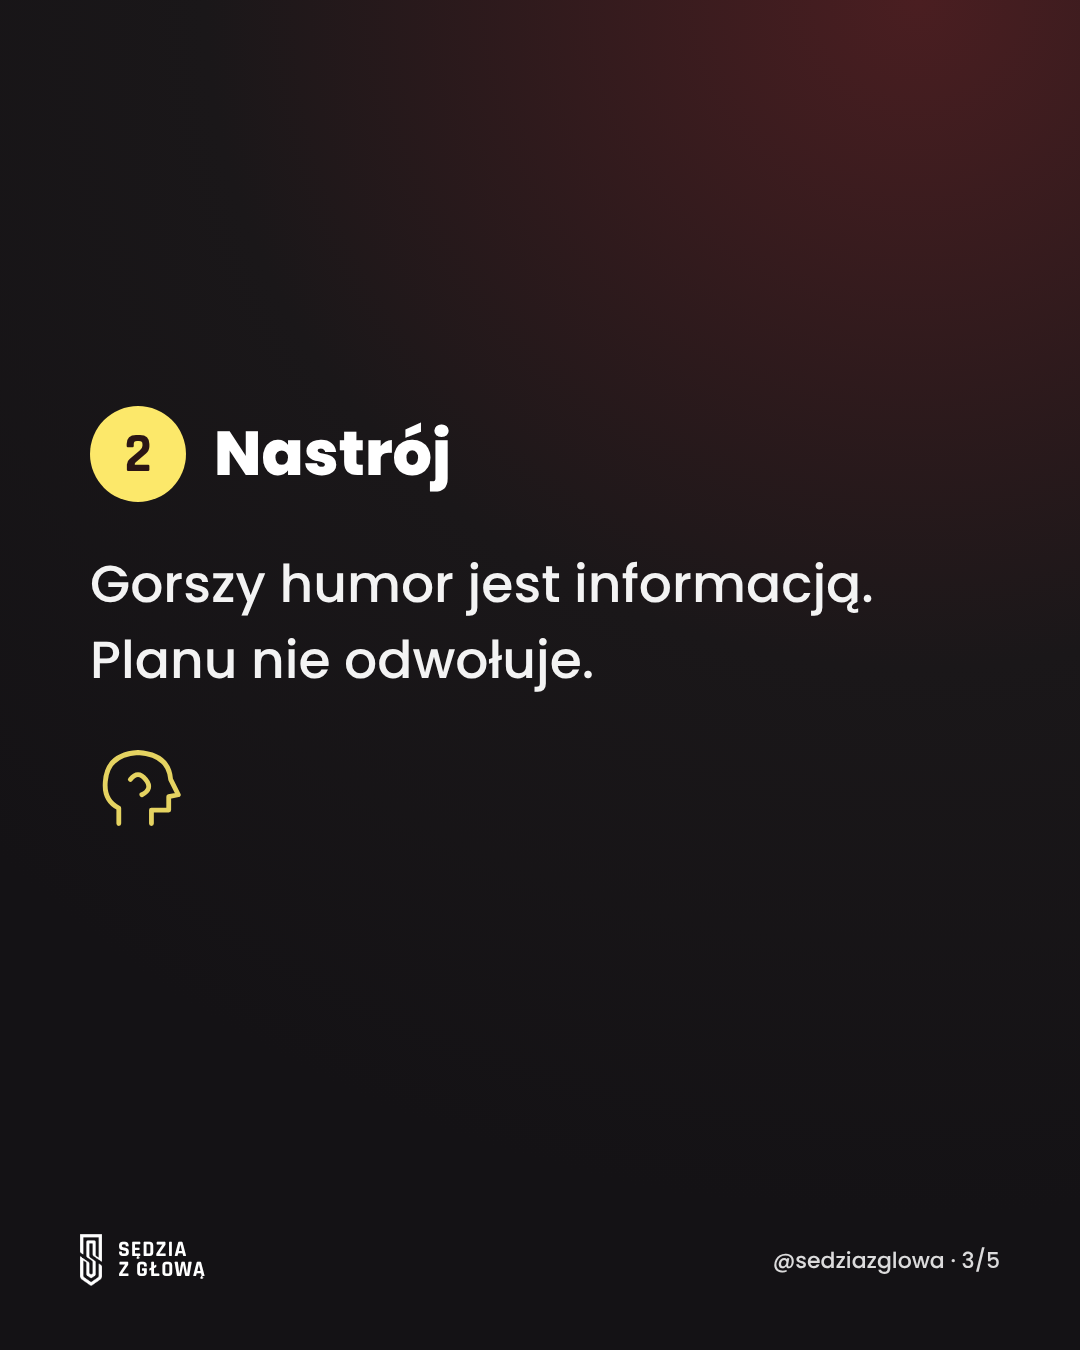 2 Nastrój
Gorszy humor jest informacją.
Planu nie odwołuje.
SĘDZIA
Z GŁOWĄ
@sedziazglowa · 3/5